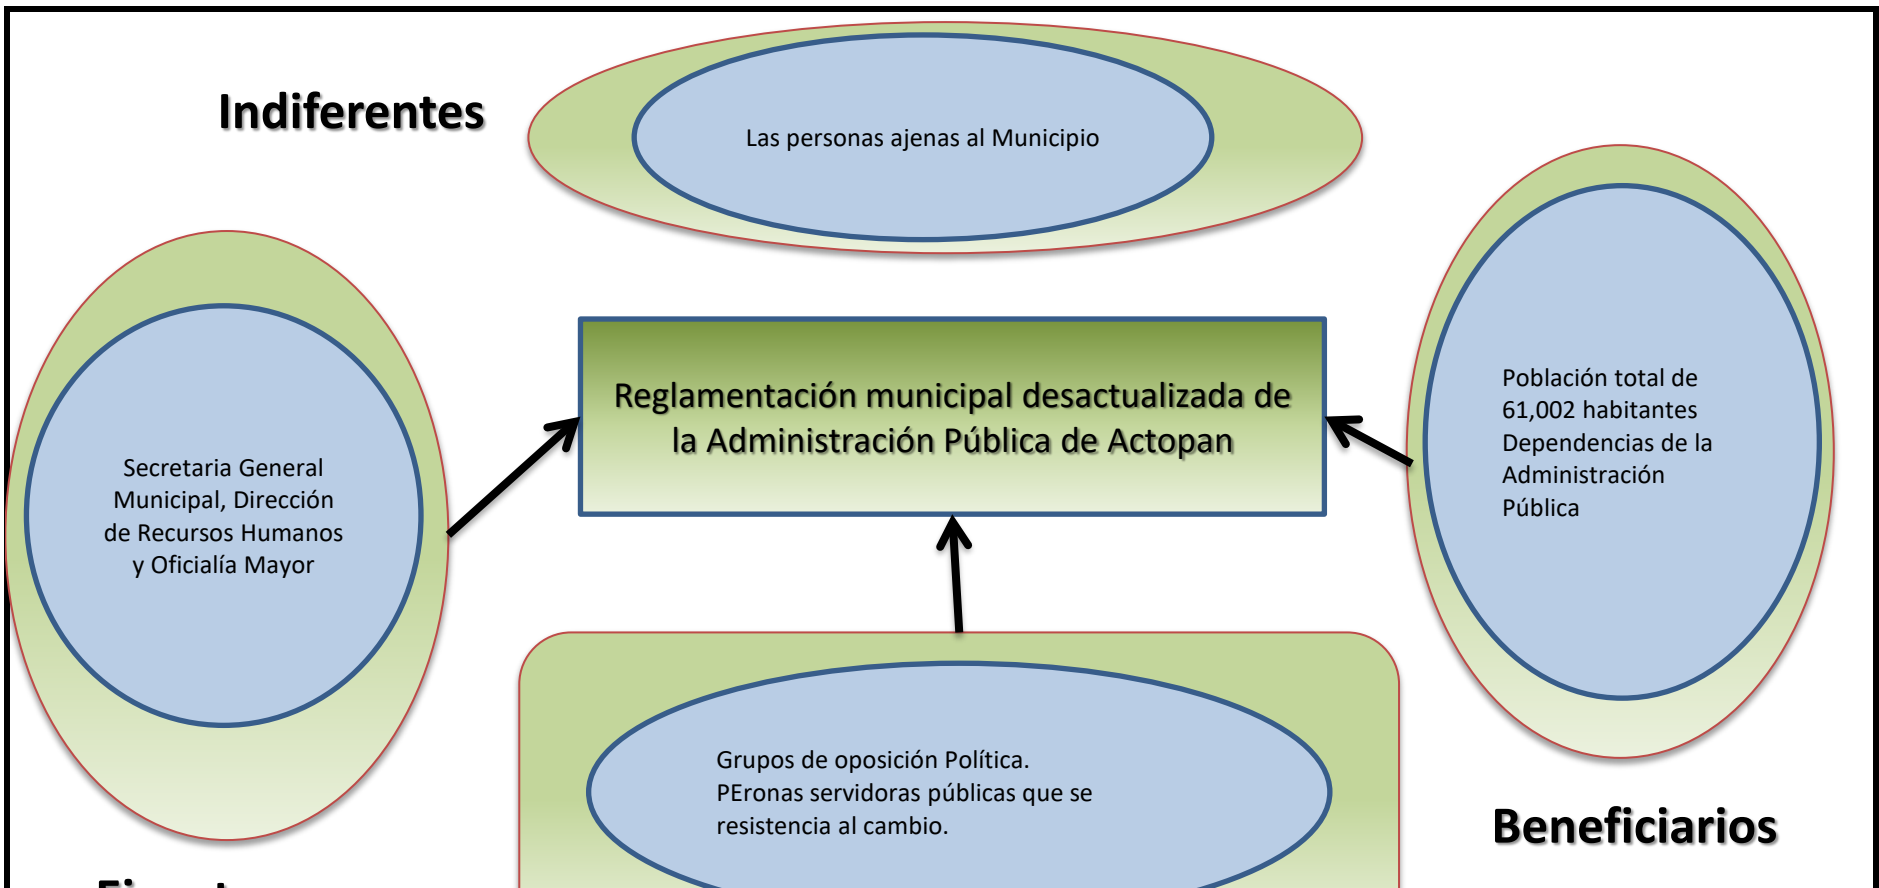 Indiferentes
Las personas ajenas al Municipio
Reglamentación municipal desactualizada de
la Administración Pública de Actopan
Población total de
61,002 habitantes
Dependencias de la
Administración
Pública
Secretaria General
Municipal, Dirección
de Recursos Humanos
y Oficialía Mayor
Grupos de oposición Política.
PEronas servidoras públicas que se
resistencia al cambio.
Beneficiarios